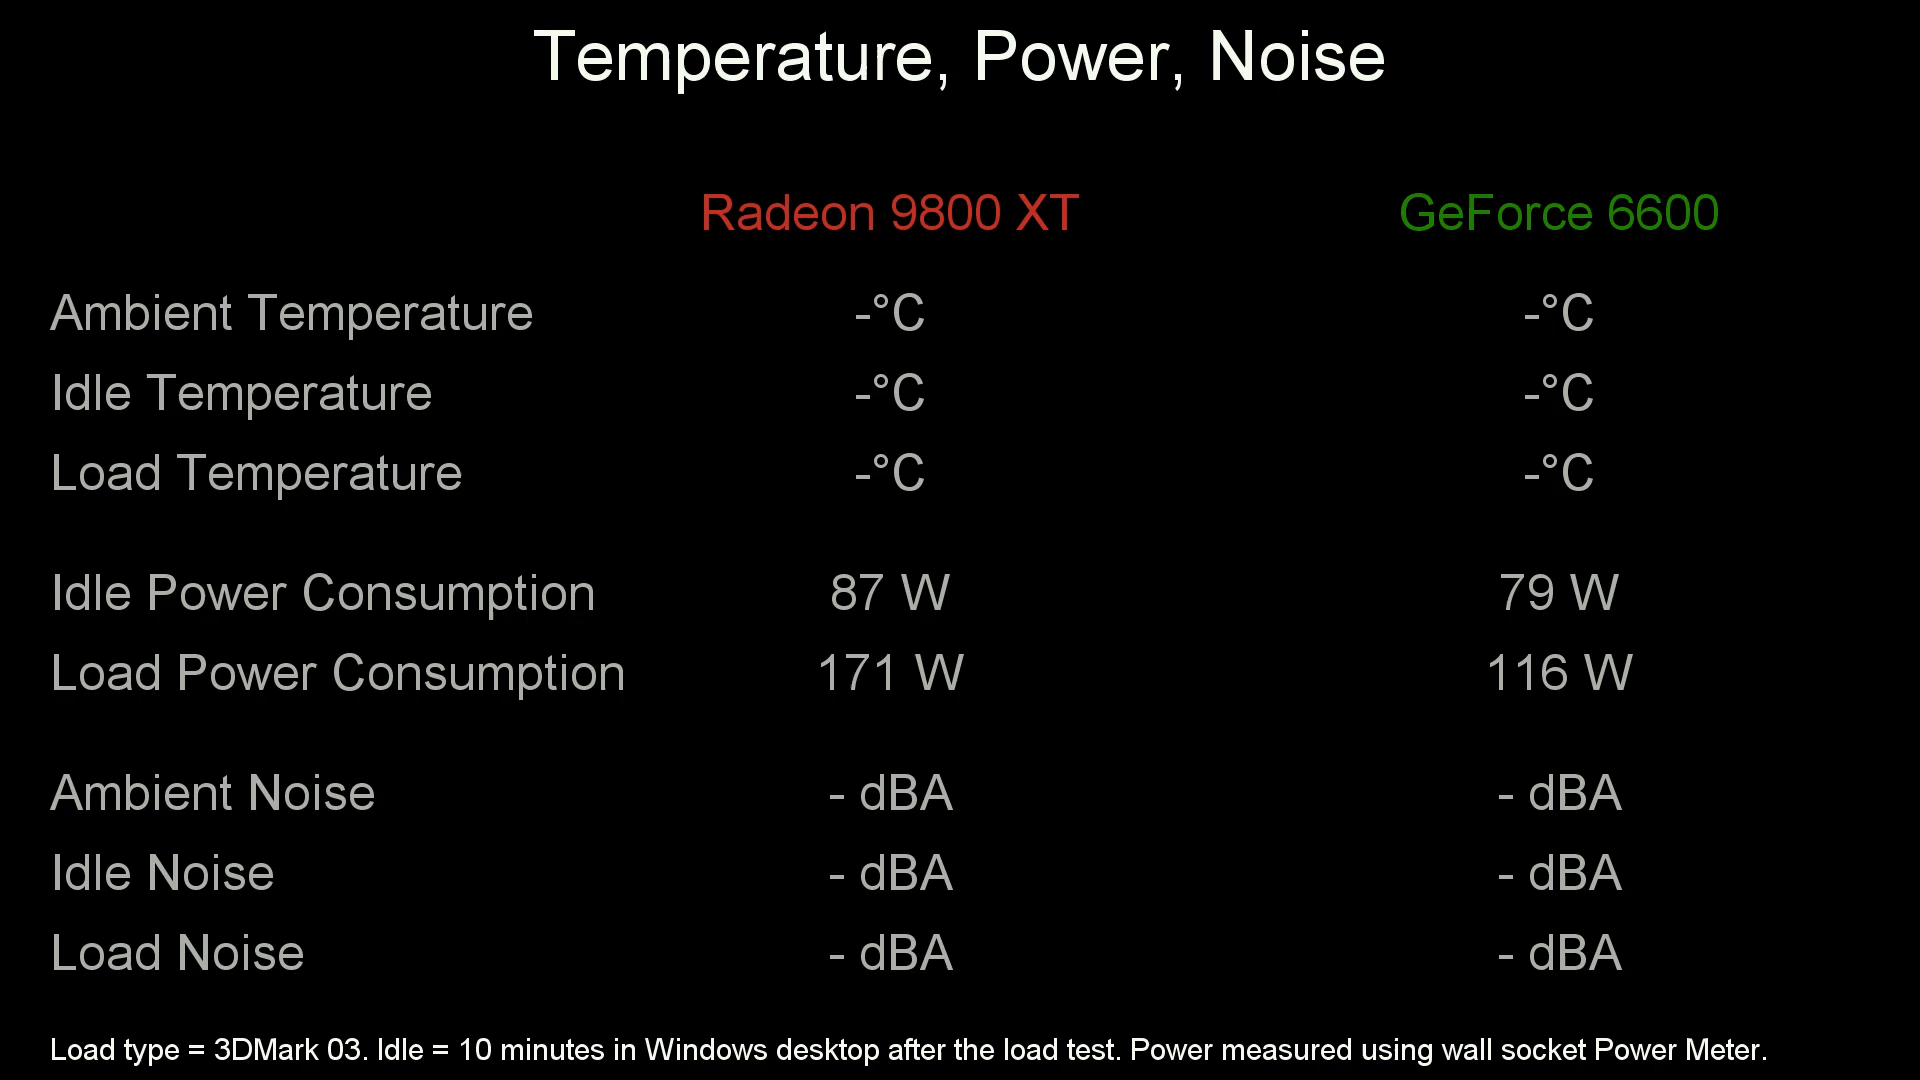 Temperature, Power, Noise
Radeon 9800 XT GeForce 6600
Ambient Temperature -°C -°C
Idle Temperature -°C -°C
Load Temperature -°C -°C
Idle Power Consumption 87 W 79 W
Load Power Consumption 171 W 116 W
Ambient Noise - dBA - dBA
Idle Noise - dBA - dBA
Load Noise - dBA - dBA
Load type = 3DMark 03. Idle = 10 minutes in Windows desktop after the load test. Power measured using wall socket Power Meter.